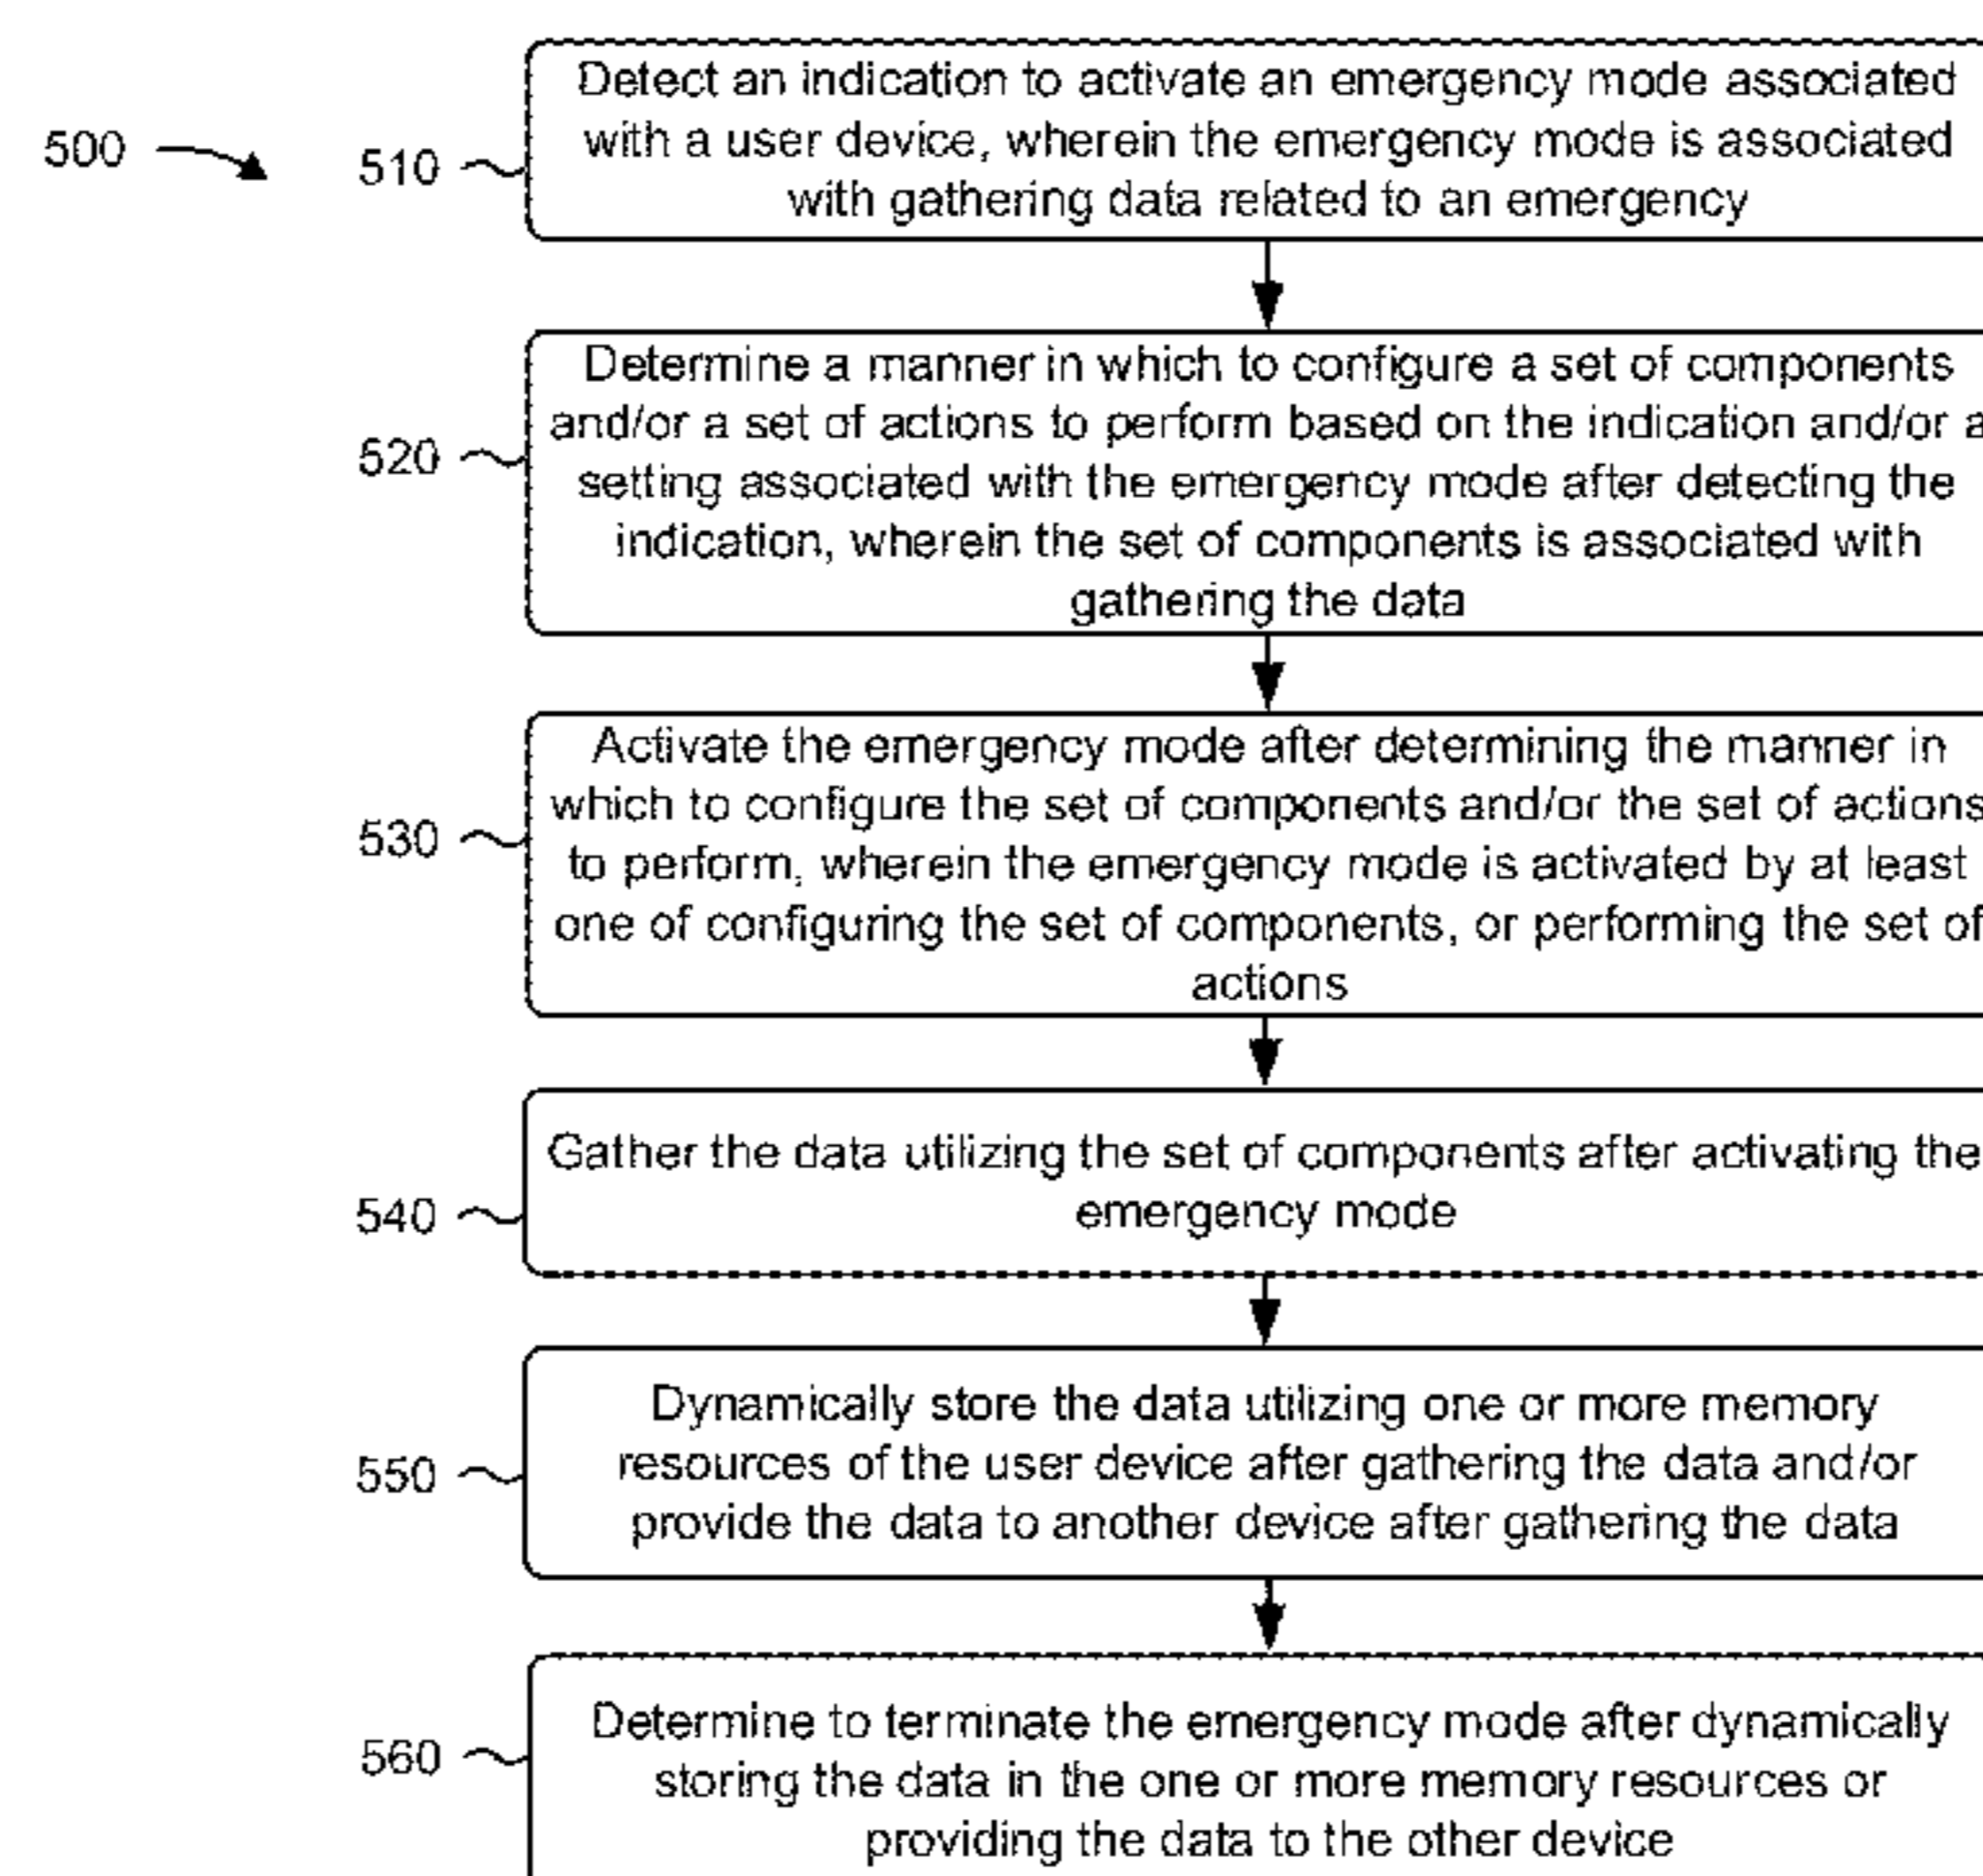 500
510
Detect an indication to activate an emergency mode associated
with a user device, wherein the emergency mode is associated
with gathering data related to an emergency
520
Determine a manner in which to configure a set of components
and/or a set of actions to perform based on the indication and/or a
setting associated with the emergency mode after detecting the
indication, wherein the set of components is associated with
gathering the data
530
Activate the emergency mode after determining the manner in
which to configure the set of components and/or the set of actions
to perform, wherein the emergency mode is activated by at least
one of configuring the set of components, or performing the set of
actions
540
Gather the data utilizing the set of components after activating the
emergency mode
550
Dynamically store the data utilizing one or more memory
resources of the user device after gathering the data and/or
provide the data to another device after gathering the data
560
Determine to terminate the emergency mode after dynamically
storing the data in the one or more memory resources or
providing the data to the other device